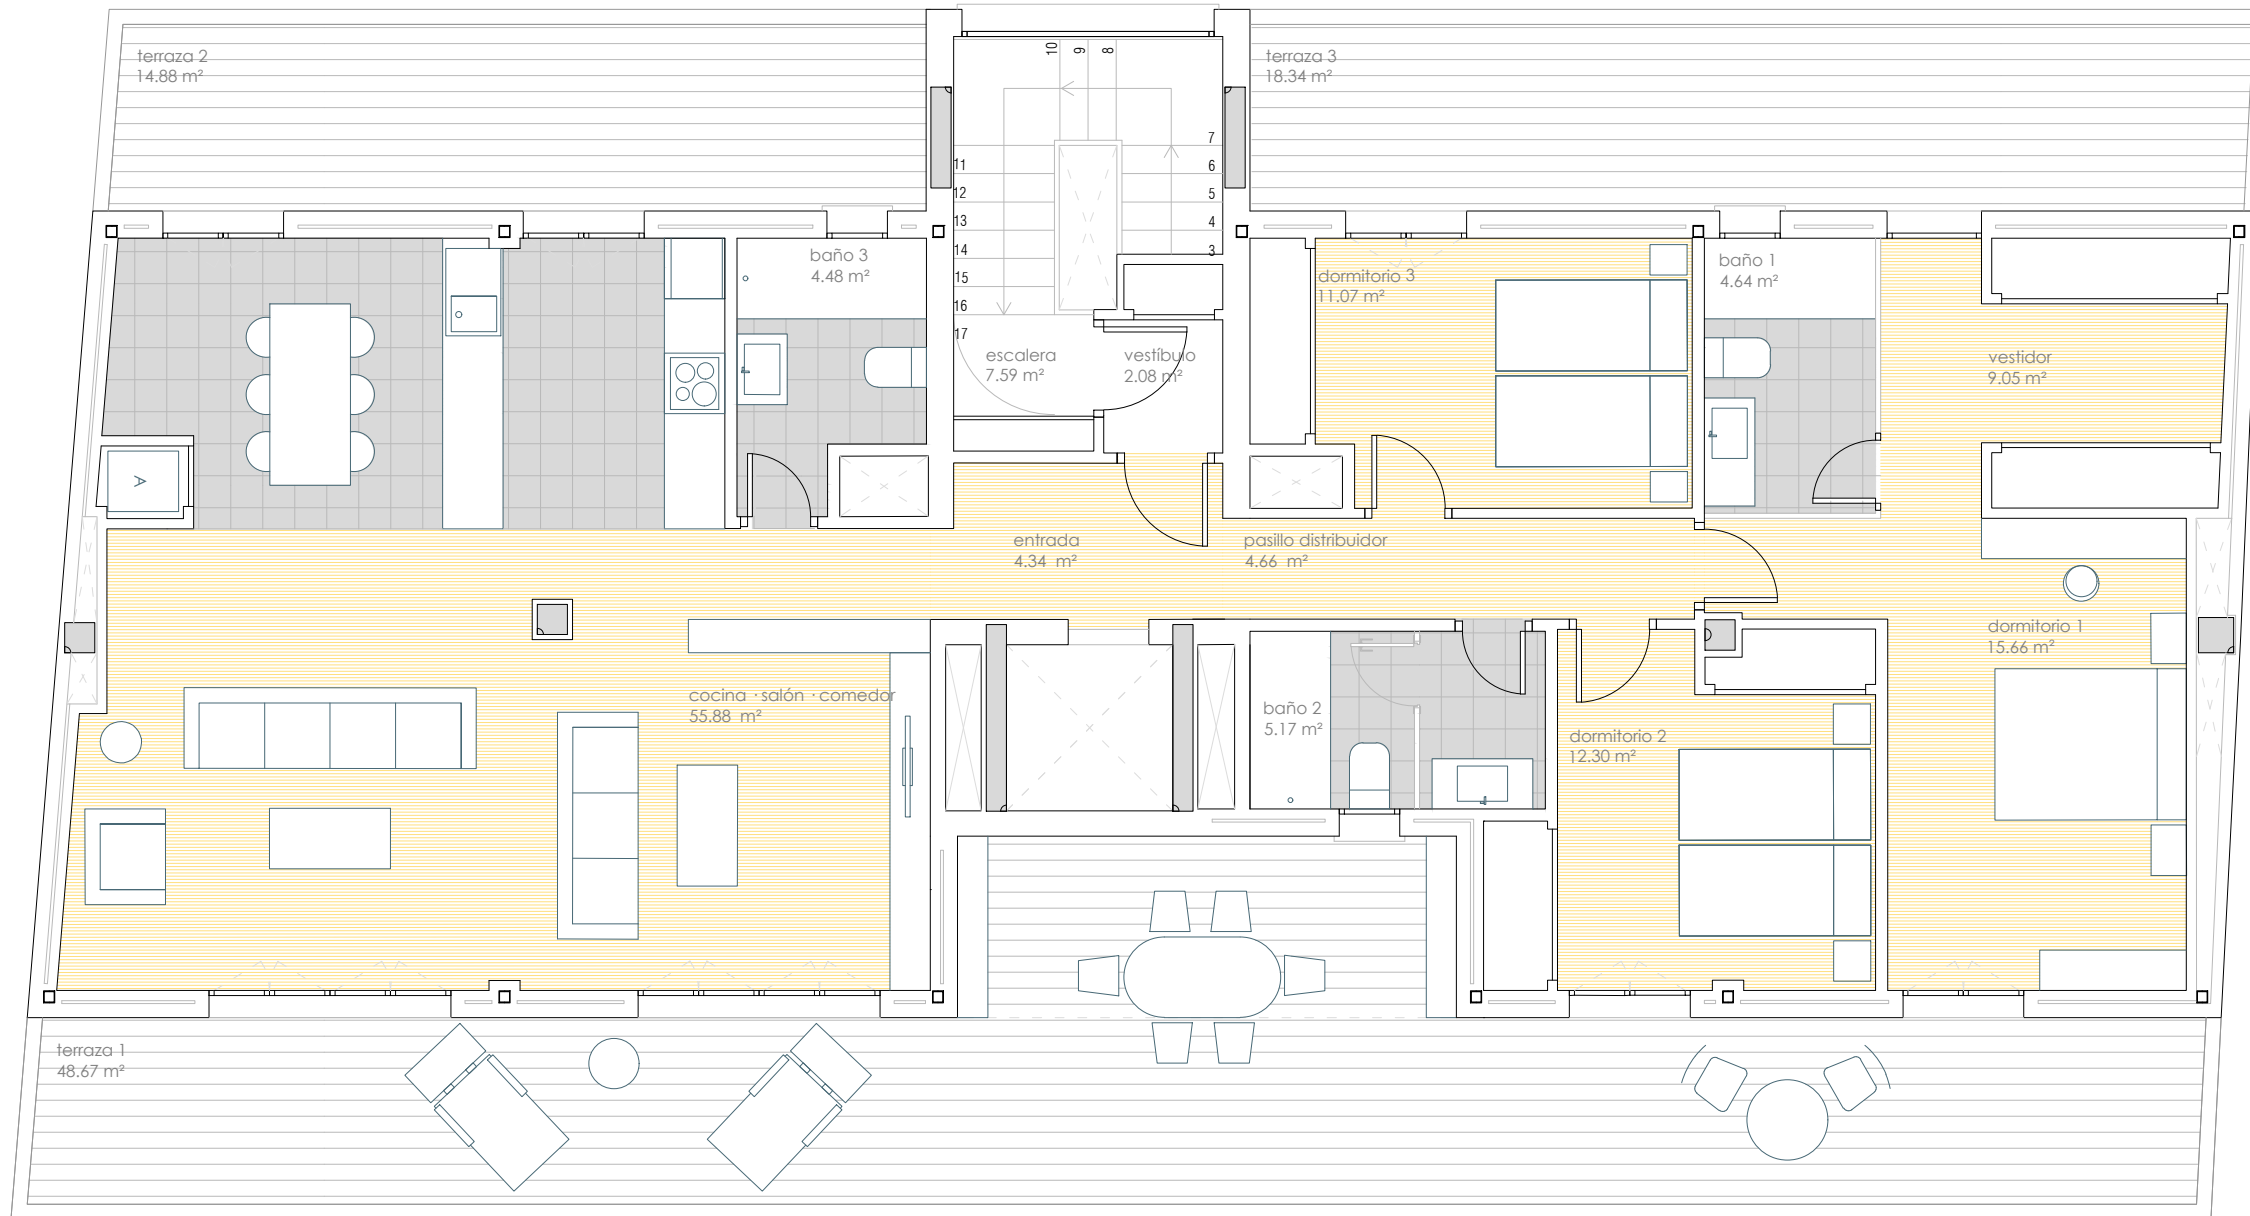 terraza 2
14.88 m²
terraza 3
18.34 m²
10
9
8
7
6
5
4
3
11
12
13
14
15
16
17
baño 3
4.48 m²
escalera
7.59 m²
vestíbulo
2.08 m²
dormitorio 3
11.07 m²
baño 1
4.64 m²
vestidor
9.05 m²
A
entrada
4.34 m²
pasillo distribuidor
4.66 m²
cocina · salón · comedor
55.88 m²
E
baño 2
5.17 m²
dormitorio 2
12.30 m²
dormitorio 1
15.66 m²
terraza 1
48.67 m²